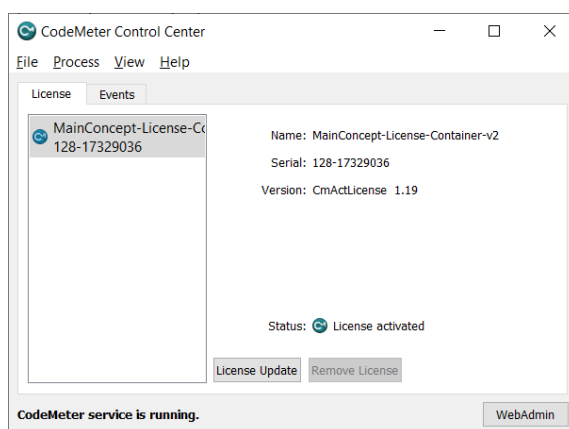 CodeMeter Control Center
File Process View Help
License Events
MainConcept-License-Co
128-17329036
Name: MainConcept-License-Container-v2
Serial: 128-17329036
Version: CmActLicense 1.19
Status: License activated
License Update Remove License
CodeMeter service is running.
WebAdmin